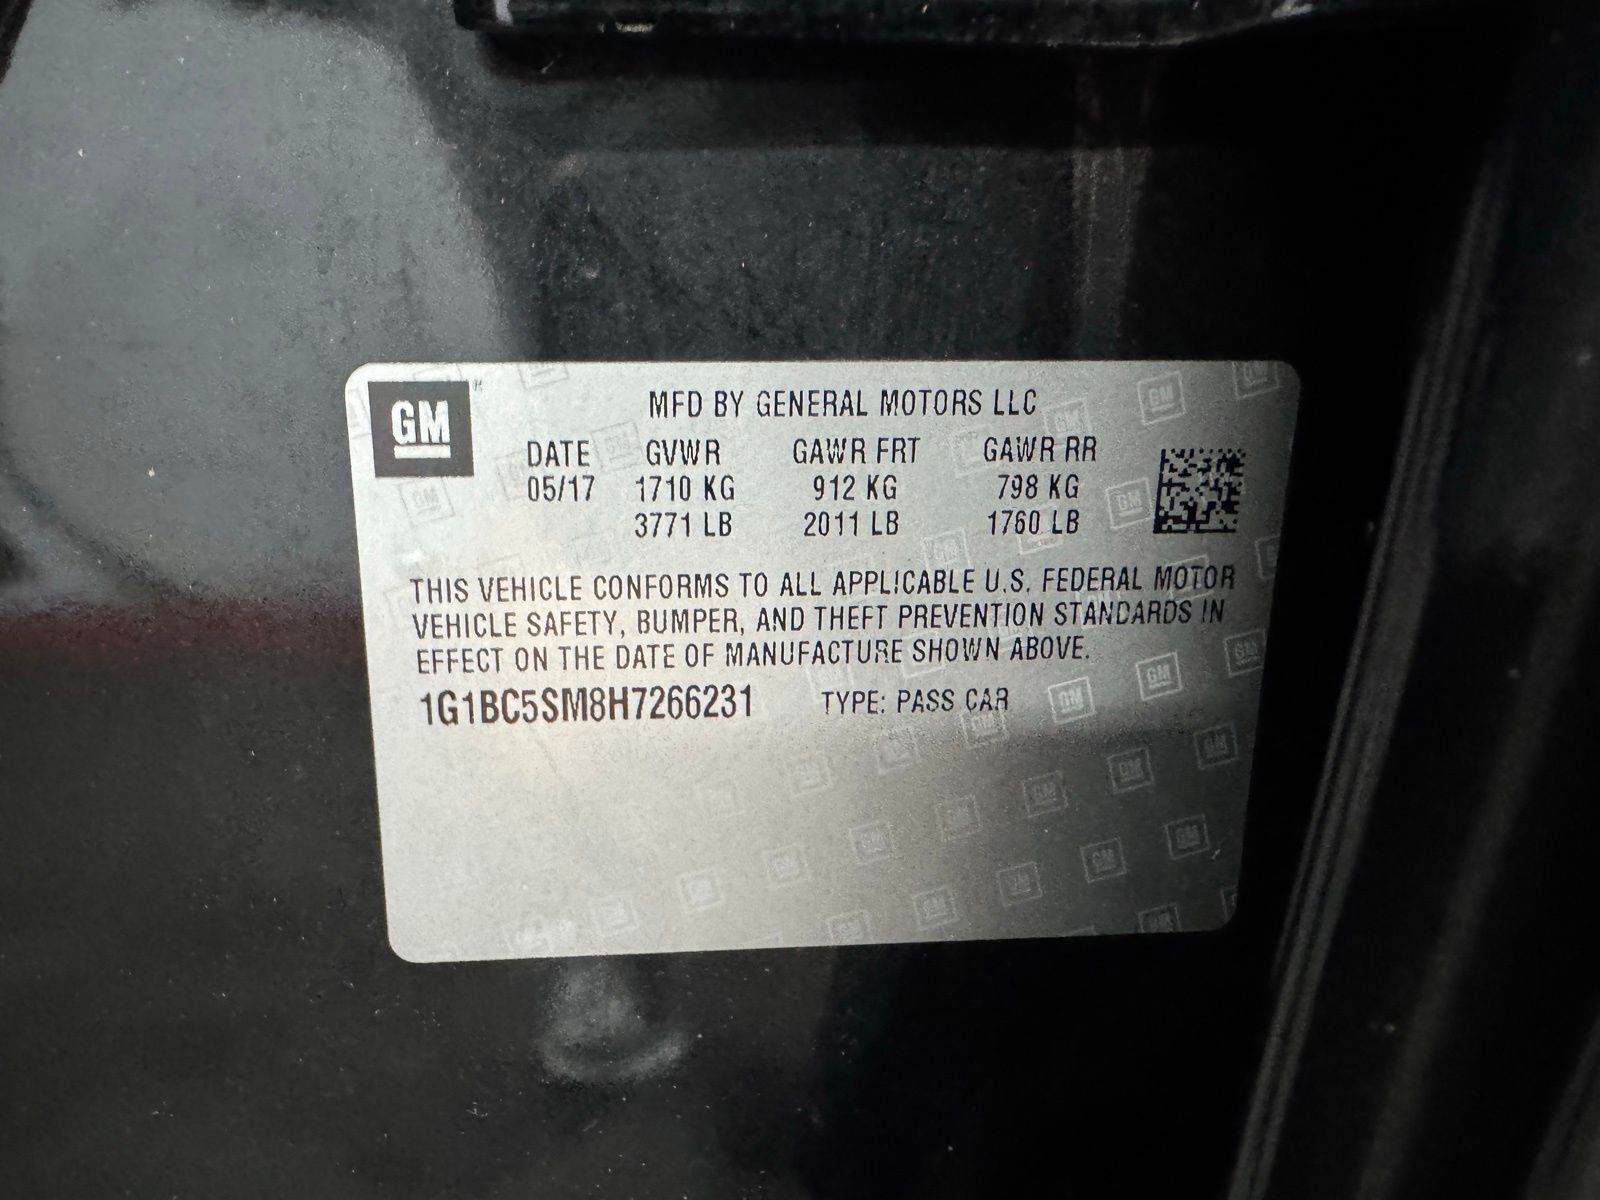 GM
MFD BY GENERAL MOTORS LLC
DATE GVWR GAWR FRT GAWR RR
05/17 1710 KG 912 KG 798 KG
3771 LB 2011 LB 1760 LB
THIS VEHICLE CONFORMS TO ALL APPLICABLE U.S. FEDERAL MOTOR
VEHICLE SAFETY, BUMPER, AND THEFT PREVENTION STANDARDS IN
EFFECT ON THE DATE OF MANUFACTURE SHOWN ABOVE.
1G1BC5SM8H7266231 TYPE: PASS CAR